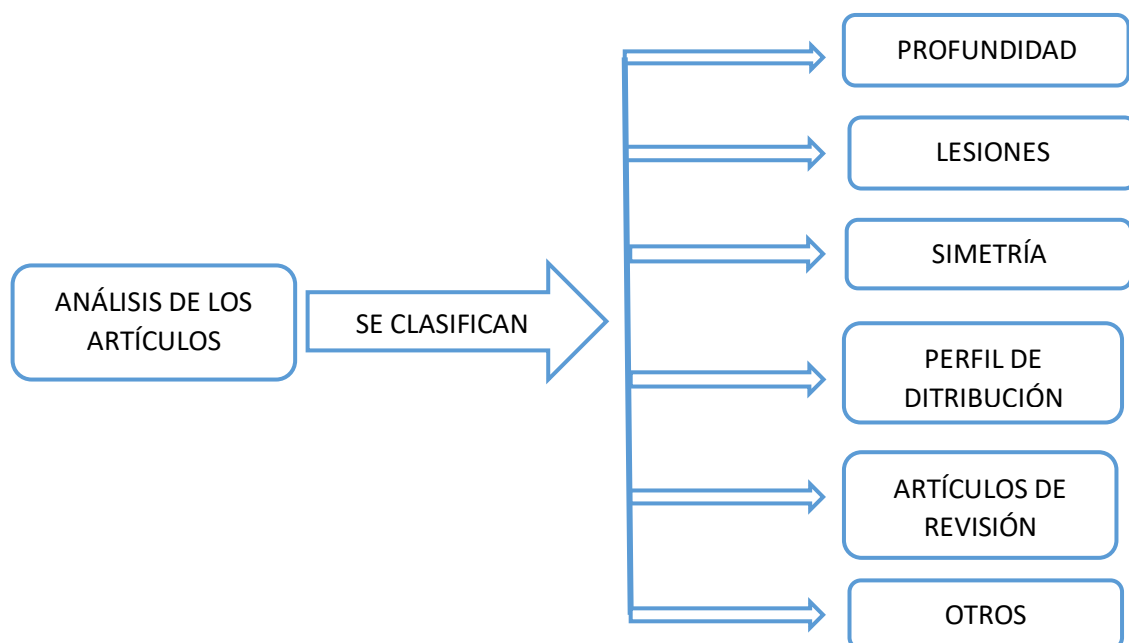 PROFUNDIDAD
LESIONES
SIMETRÍA
ANÁLISIS DE LOS
ARTÍCULOS
SE CLASIFICAN
PERFIL DE
DITRIBUCIÓN
ARTÍCULOS DE
REVISIÓN
OTROS